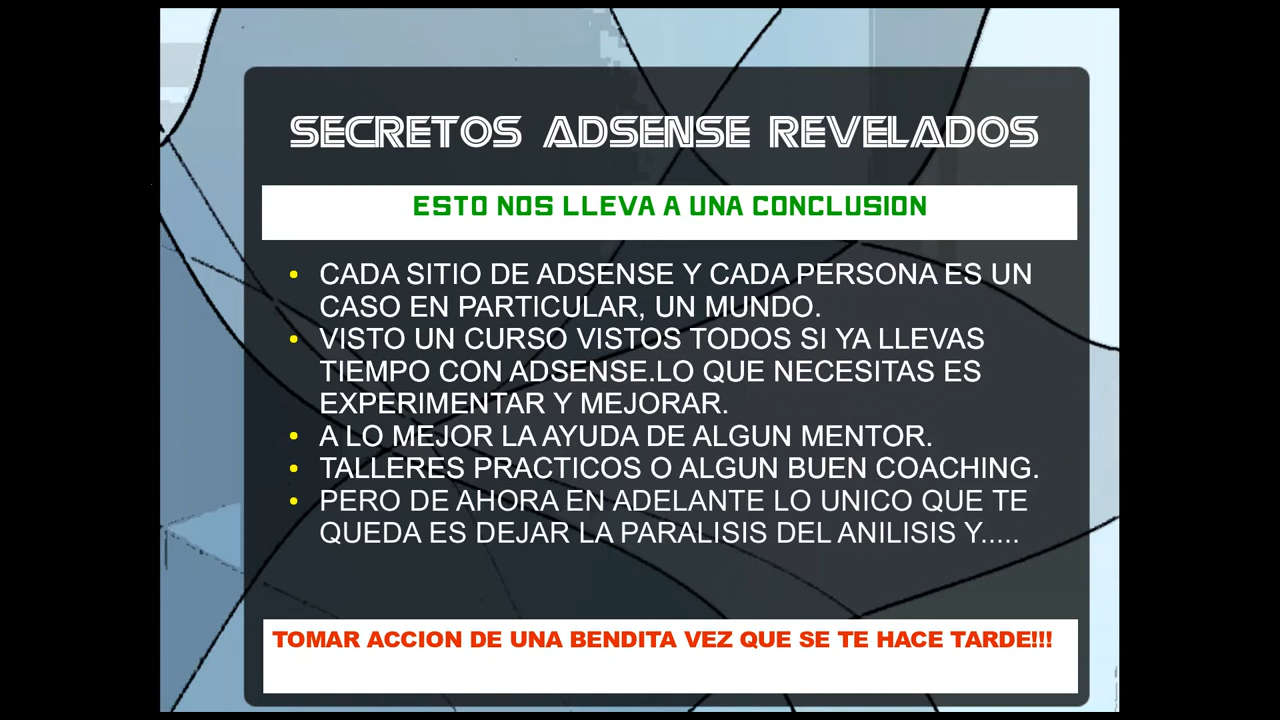 SECRETOS ADSENSE REVELADOS
ESTO NOS LLEVA A UNA CONCLUSION
• CADA SITIO DE ADSENSE Y CADA PERSONA ES UN
CASO EN PARTICULAR, UN MUNDO.
• VISTO UN CURSO VISTOS TODOS SI YA LLEVAS
TIEMPO CON ADSENSE.LO QUE NECESITAS ES
EXPERIMENTAR Y MEJORAR.
• A LO MEJOR LA AYUDA DE ALGUN MENTOR.
• TALLERES PRACTICOS O ALGUN BUEN COACHING.
• PERO DE AHORA EN ADELANTE LO UNICO QUE TE
QUEDA ES DEJAR LA PARALISIS DEL ANILISIS Y.....
TOMAR ACCION DE UNA BENDITA VEZ QUE SE TE HACE TARDE!!!